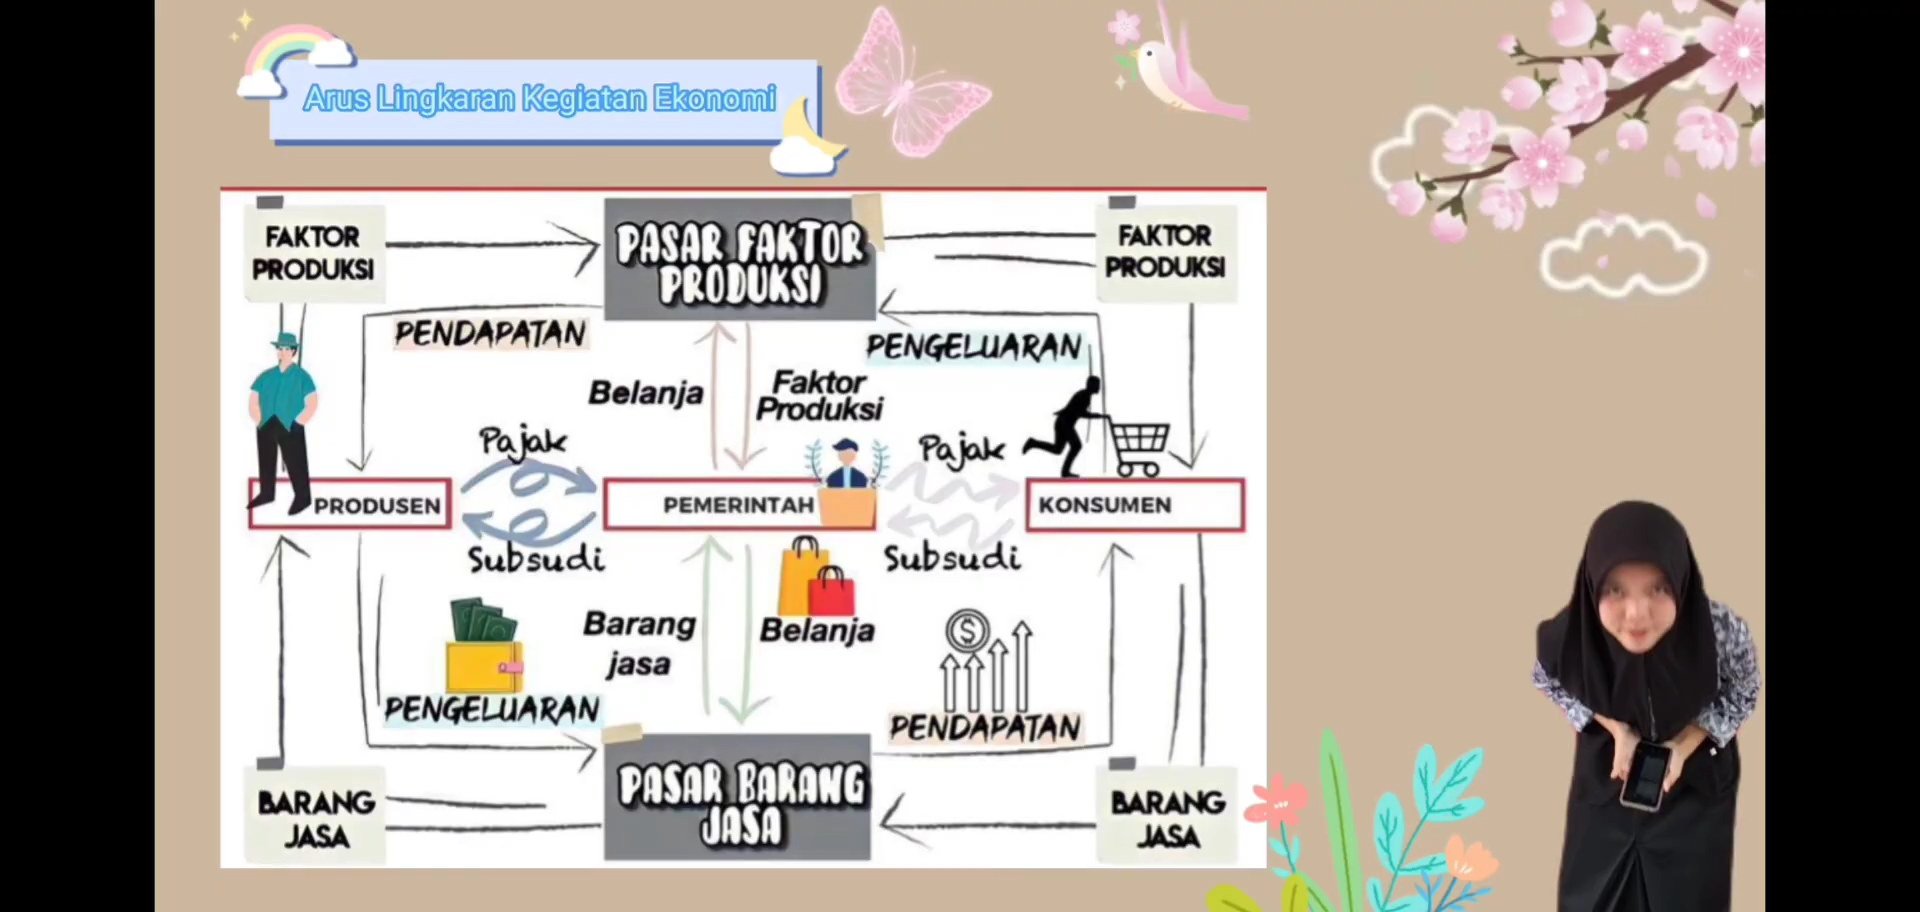 Arus Lingkaran Kegiatan Ekonomi
FAKTOR
PRODUKSI
PASAR FAKTOR
PRODUKSI
FAKTOR
PRODUKSI
PENDAPATAN
PENGELUARAN
Belanja
Faktor
Produksi
Pajak
Pajak
PRODUSEN
PEMERINTAH
KONSUMEN
Subsudi
Subsudi
Barang
jasa
Belanja
PENGELUARAN
PENDAPATAN
BARANG
JASA
PASAR BARANG
JASA
BARANG
JASA